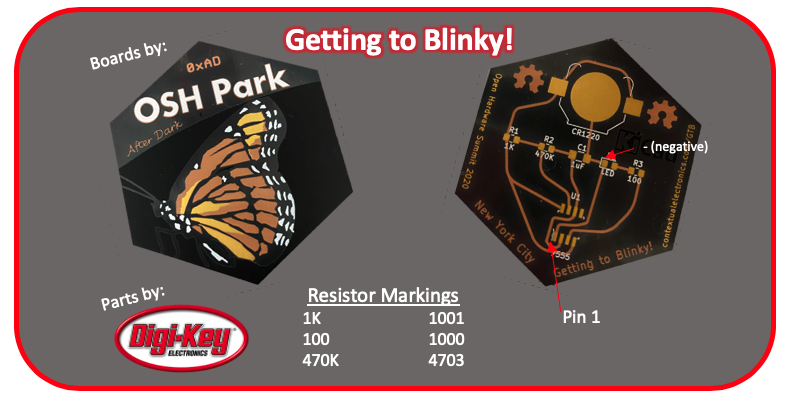 Getting to Blinky!
Boards by:
0xAD
OSH Park
After Dark
Open Hardware Summit 2020
New York City
CR1220
R1
1K
R2
470K
C1
1uF
LED
R3
100
U1
7555
contextualelectronics.com/GTB
Getting to Blinky!
- (negative)
Pin 1
Parts by:
Digi-Key
ELECTRONICS
Resistor Markings
1K 1001
100 1000
470K 4703